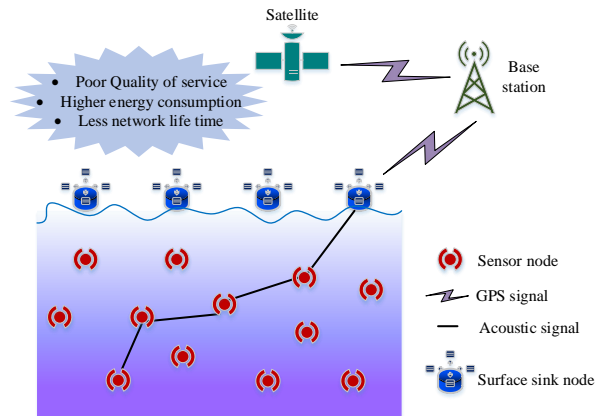 Satellite
• Poor Quality of service
• Higher energy consumption
• Less network life time
Base
station
Sensor node
GPS signal
Acoustic signal
Surface sink node